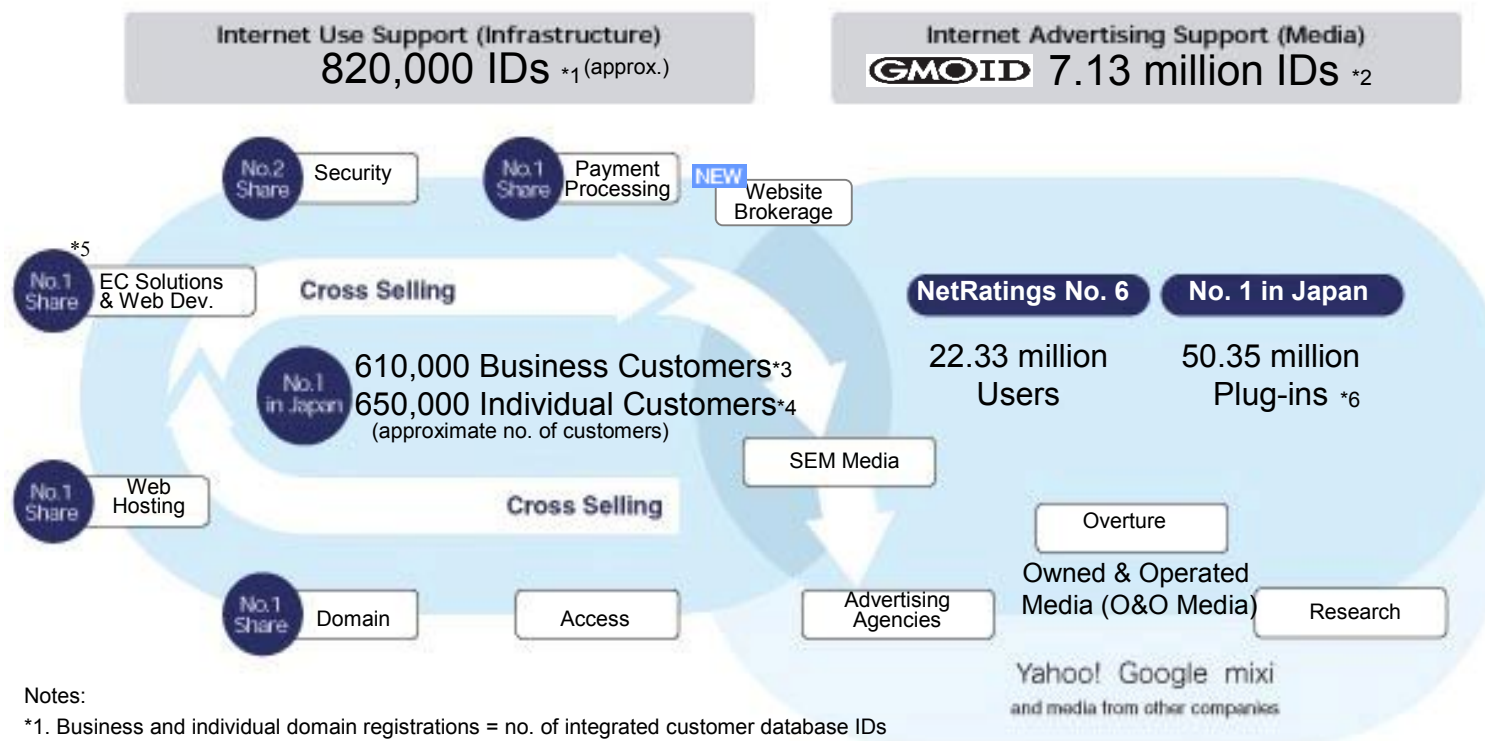 Internet Use Support (Infrastructure)
820,000 IDs *1 (approx.)
Internet Advertising Support (Media)
GMOID 7.13 million IDs *2
No.2
Share
Security
No.1
Share
Payment
Processing
NEW
Website
Brokerage
*5
No.1
Share
EC Solutions
& Web Dev.
Cross Selling
NetRatings No. 6
No. 1 in Japan
No.1
in Japan
610,000 Business Customers*3
650,000 Individual Customers*4
(approximate no. of customers)
22.33 million
Users
50.35 million
Plug-ins *6
SEM Media
No.1
Share
Web
Hosting
Cross Selling
Overture
Owned & Operated
Media (O&O Media)
No.1
Share
Domain
Access
Advertising
Agencies
Research
Yahoo! Google mixi
and media from other companies
Notes:
*1. Business and individual domain registrations = no. of integrated customer database IDs